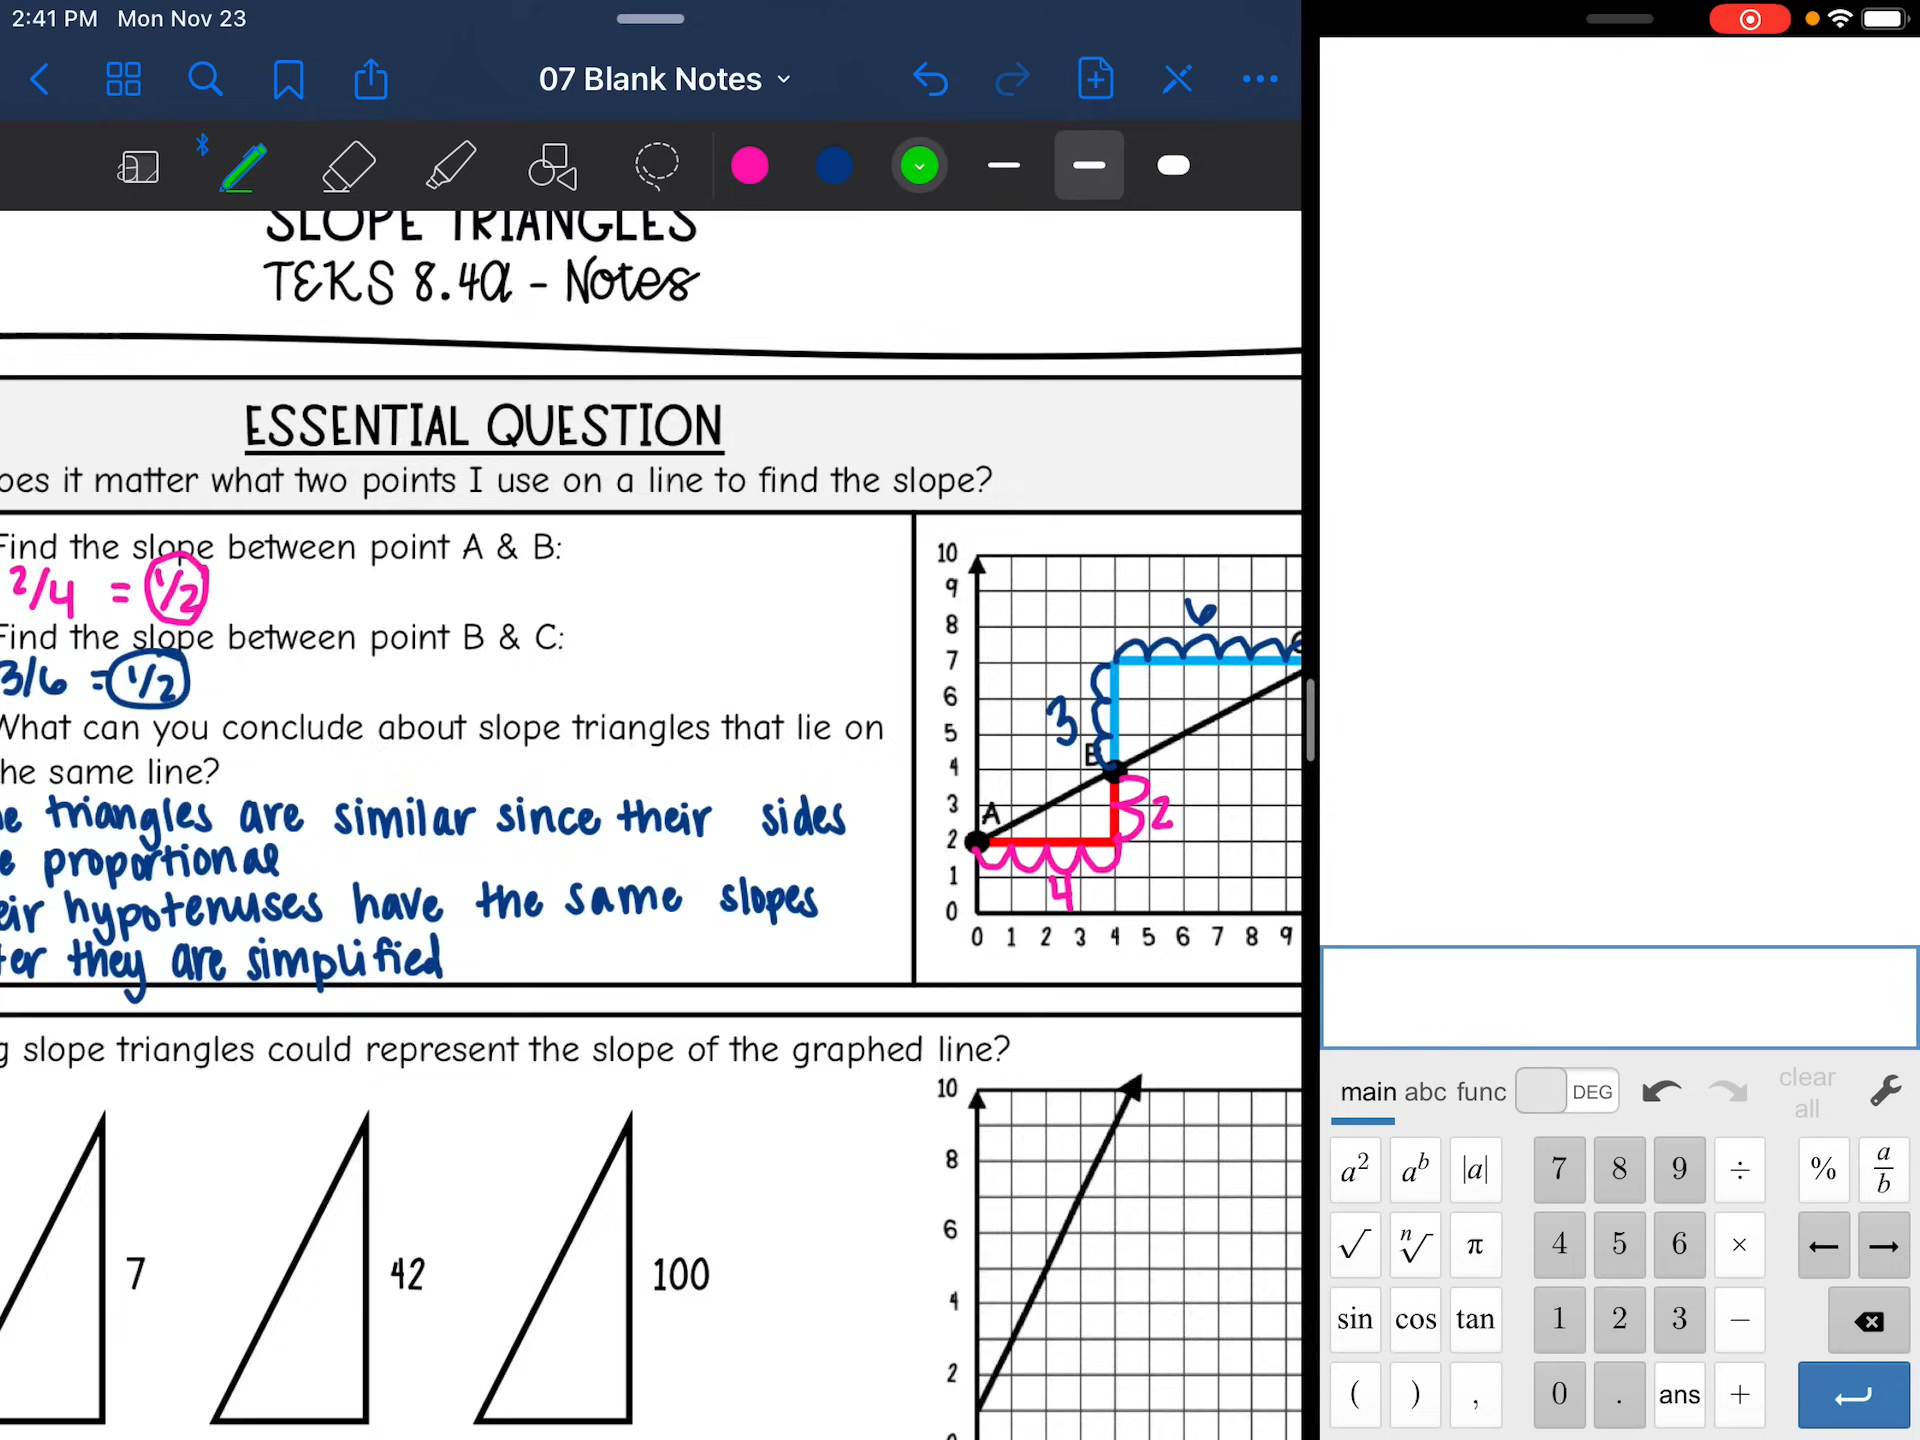 2:41 PM Mon Nov 23
07 Blank Notes
SLOPE TRIANGLES
TEKS 8.4a - Notes
ESSENTIAL QUESTION
oes it matter what two points I use on a line to find the slope?
Find the slope between point A & B:
2/4 = 1/2
Find the slope between point B & C:
3/6 = 1/2
What can you conclude about slope triangles that lie on
he same line?
e triangles are similar since their sides
e proportional
eir hypotenuses have the same slopes
ter they are simplified
10
9
8
7
6
5
4
3
2
1
0
0 1 2 3 4 5 6 7 8 9
6
3
B
A
2
4
g slope triangles could represent the slope of the graphed line?
7
42
100
10
8
6
4
2
main abc func DEG clear
all
a² aᵇ |a| 7 8 9 ÷ % a/b
√ ⁿ√ π 4 5 6 × ← →
sin cos tan 1 2 3 −
( ) , 0 . ans +